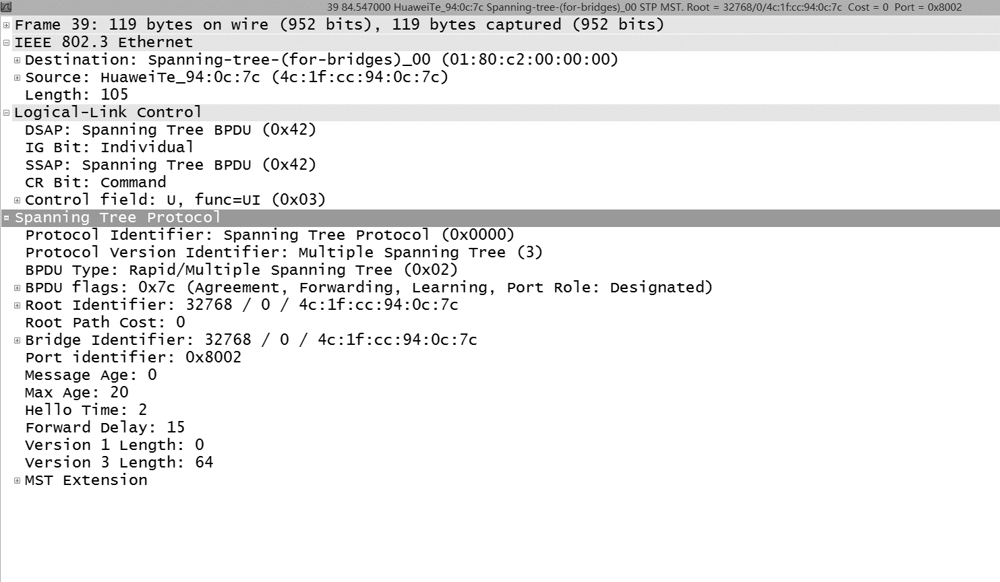 39 84.547000 HuaweiTe_94:0c:7c Spanning-tree-(for-bridges)_00 STP MST. Root = 32768/0/4c:1f:cc:94:0c:7c  Cost = 0  Port = 0x8002
Frame 39: 119 bytes on wire (952 bits), 119 bytes captured (952 bits)
IEEE 802.3 Ethernet
Destination: Spanning-tree-(for-bridges)_00 (01:80:c2:00:00:00)
Source: HuaweiTe_94:0c:7c (4c:1f:cc:94:0c:7c)
Length: 105
Logical-Link Control
DSAP: Spanning Tree BPDU (0x42)
IG Bit: Individual
SSAP: Spanning Tree BPDU (0x42)
CR Bit: Command
Control field: U, func=UI (0x03)
Spanning Tree Protocol
Protocol Identifier: Spanning Tree Protocol (0x0000)
Protocol Version Identifier: Multiple Spanning Tree (3)
BPDU Type: Rapid/Multiple Spanning Tree (0x02)
BPDU flags: 0x7c (Agreement, Forwarding, Learning, Port Role: Designated)
Root Identifier: 32768 / 0 / 4c:1f:cc:94:0c:7c
Root Path Cost: 0
Bridge Identifier: 32768 / 0 / 4c:1f:cc:94:0c:7c
Port identifier: 0x8002
Message Age: 0
Max Age: 20
Hello Time: 2
Forward Delay: 15
Version 1 Length: 0
Version 3 Length: 64
MST Extension